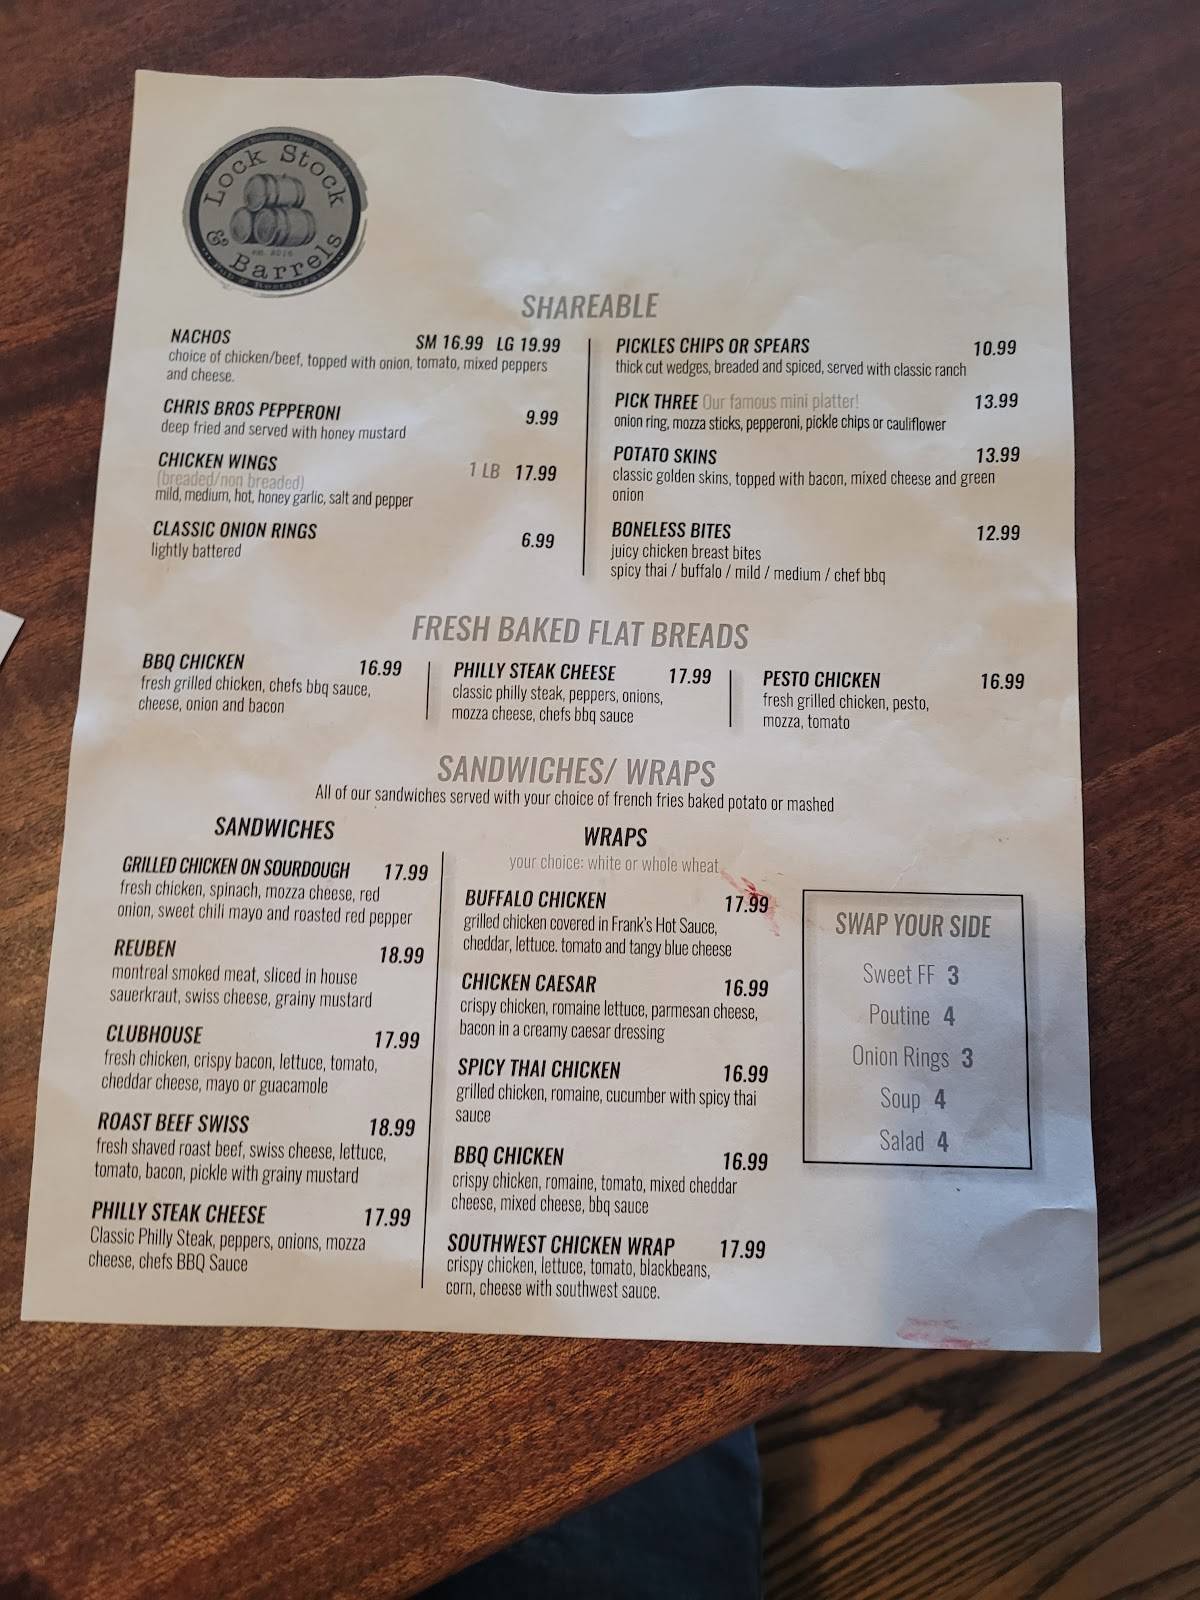 Lock Stock
& Barrels
Pub & Restaurant
SHAREABLE
NACHOS SM 16.99 LG 19.99
choice of chicken/beef, topped with onion, tomato, mixed peppers
and cheese.
CHRIS BROS PEPPERONI 9.99
deep fried and served with honey mustard
CHICKEN WINGS 1 LB 17.99
(breaded/non breaded)
mild, medium, hot, honey garlic, salt and pepper
CLASSIC ONION RINGS 6.99
lightly battered
PICKLES CHIPS OR SPEARS 10.99
thick cut wedges, breaded and spiced, served with classic ranch
PICK THREE Our famous mini platter! 13.99
onion ring, mozza sticks, pepperoni, pickle chips or cauliflower
POTATO SKINS 13.99
classic golden skins, topped with bacon, mixed cheese and green
onion
BONELESS BITES 12.99
juicy chicken breast bites
spicy thai / buffalo / mild / medium / chef bbq
FRESH BAKED FLAT BREADS
BBQ CHICKEN 16.99
fresh grilled chicken, chefs bbq sauce,
cheese, onion and bacon
PHILLY STEAK CHEESE 17.99
classic philly steak, peppers, onions,
mozza cheese, chefs bbq sauce
PESTO CHICKEN 16.99
fresh grilled chicken, pesto,
mozza, tomato
SANDWICHES/ WRAPS
All of our sandwiches served with your choice of french fries baked potato or mashed
SANDWICHES
GRILLED CHICKEN ON SOURDOUGH 17.99
fresh chicken, spinach, mozza cheese, red
onion, sweet chili mayo and roasted red pepper
REUBEN 18.99
montreal smoked meat, sliced in house
sauerkraut, swiss cheese, grainy mustard
CLUBHOUSE 17.99
fresh chicken, crispy bacon, lettuce, tomato,
cheddar cheese, mayo or guacamole
ROAST BEEF SWISS 18.99
fresh shaved roast beef, swiss cheese, lettuce,
tomato, bacon, pickle with grainy mustard
PHILLY STEAK CHEESE 17.99
Classic Philly Steak, peppers, onions, mozza
cheese, chefs BBQ Sauce
WRAPS
your choice: white or whole wheat
BUFFALO CHICKEN 17.99
grilled chicken covered in Frank's Hot Sauce,
cheddar, lettuce. tomato and tangy blue cheese
CHICKEN CAESAR 16.99
crispy chicken, romaine lettuce, parmesan cheese,
bacon in a creamy caesar dressing
SPICY THAI CHICKEN 16.99
grilled chicken, romaine, cucumber with spicy thai
sauce
BBQ CHICKEN 16.99
crispy chicken, romaine, tomato, mixed cheddar
cheese, mixed cheese, bbq sauce
SOUTHWEST CHICKEN WRAP 17.99
crispy chicken, lettuce, tomato, blackbeans,
corn, cheese with southwest sauce.
SWAP YOUR SIDE
Sweet FF 3
Poutine 4
Onion Rings 3
Soup 4
Salad 4